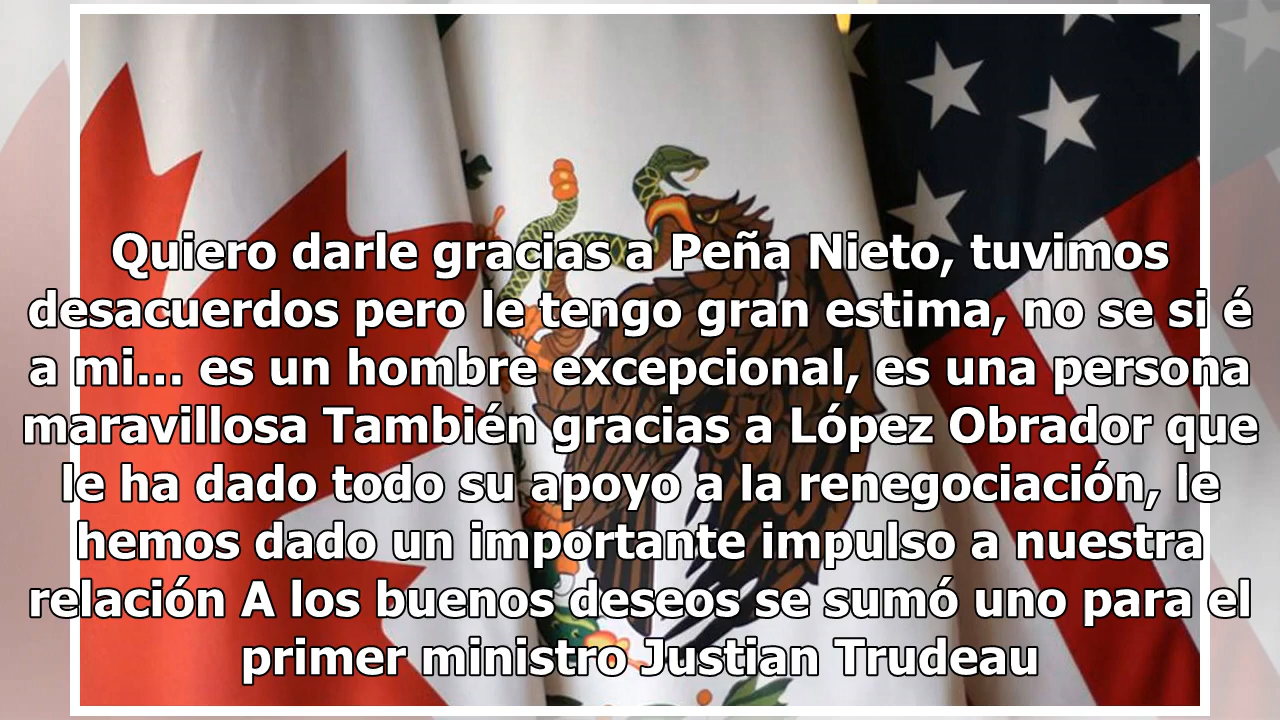 Quiero darle gracias a Peña Nieto, tuvimos
desacuerdos pero le tengo gran estima, no se si é
a mi... es un hombre excepcional, es una persona
maravillosa También gracias a López Obrador que
le ha dado todo su apoyo a la renegociación, le
hemos dado un importante impulso a nuestra
relación A los buenos deseos se sumó uno para el
primer ministro Justian Trudeau